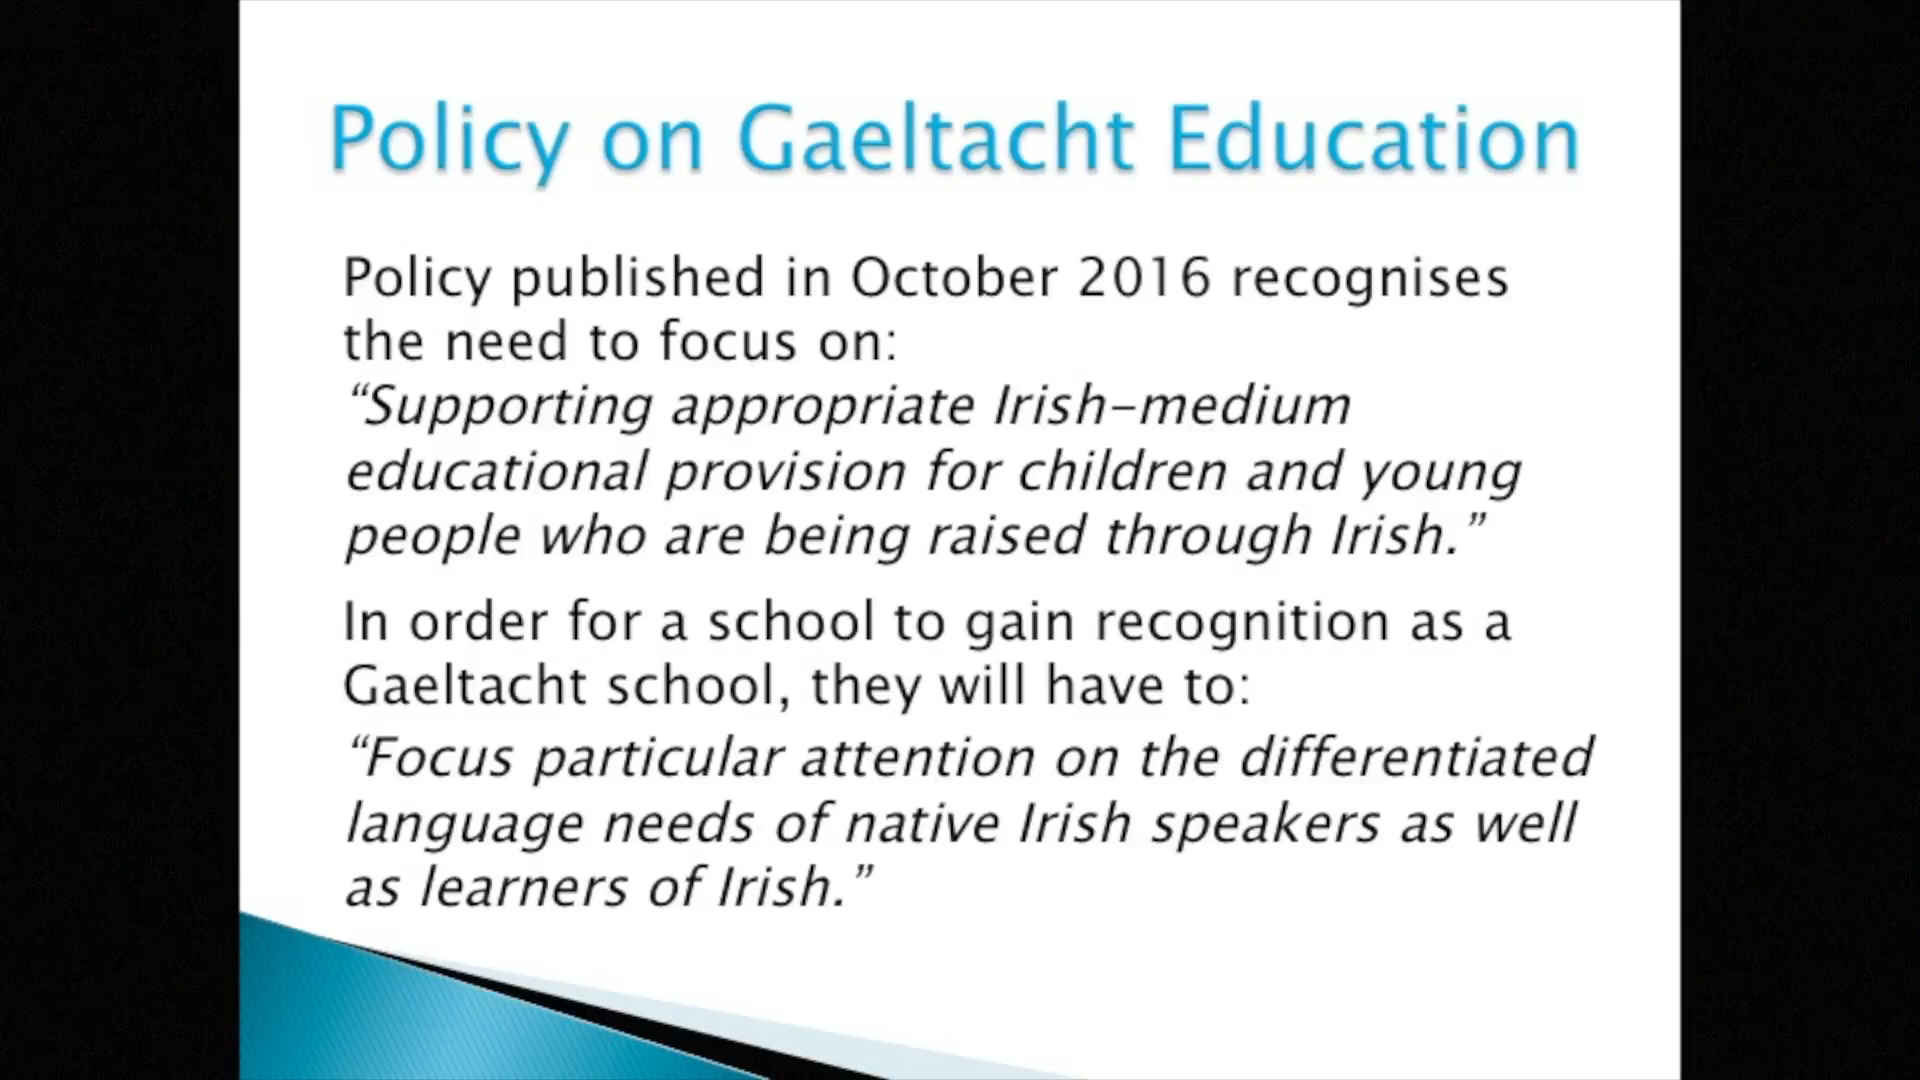 Policy on Gaeltacht Education
Policy published in October 2016 recognises
the need to focus on:
“Supporting appropriate Irish-medium
educational provision for children and young
people who are being raised through Irish.”
In order for a school to gain recognition as a
Gaeltacht school, they will have to:
“Focus particular attention on the differentiated
language needs of native Irish speakers as well
as learners of Irish.”